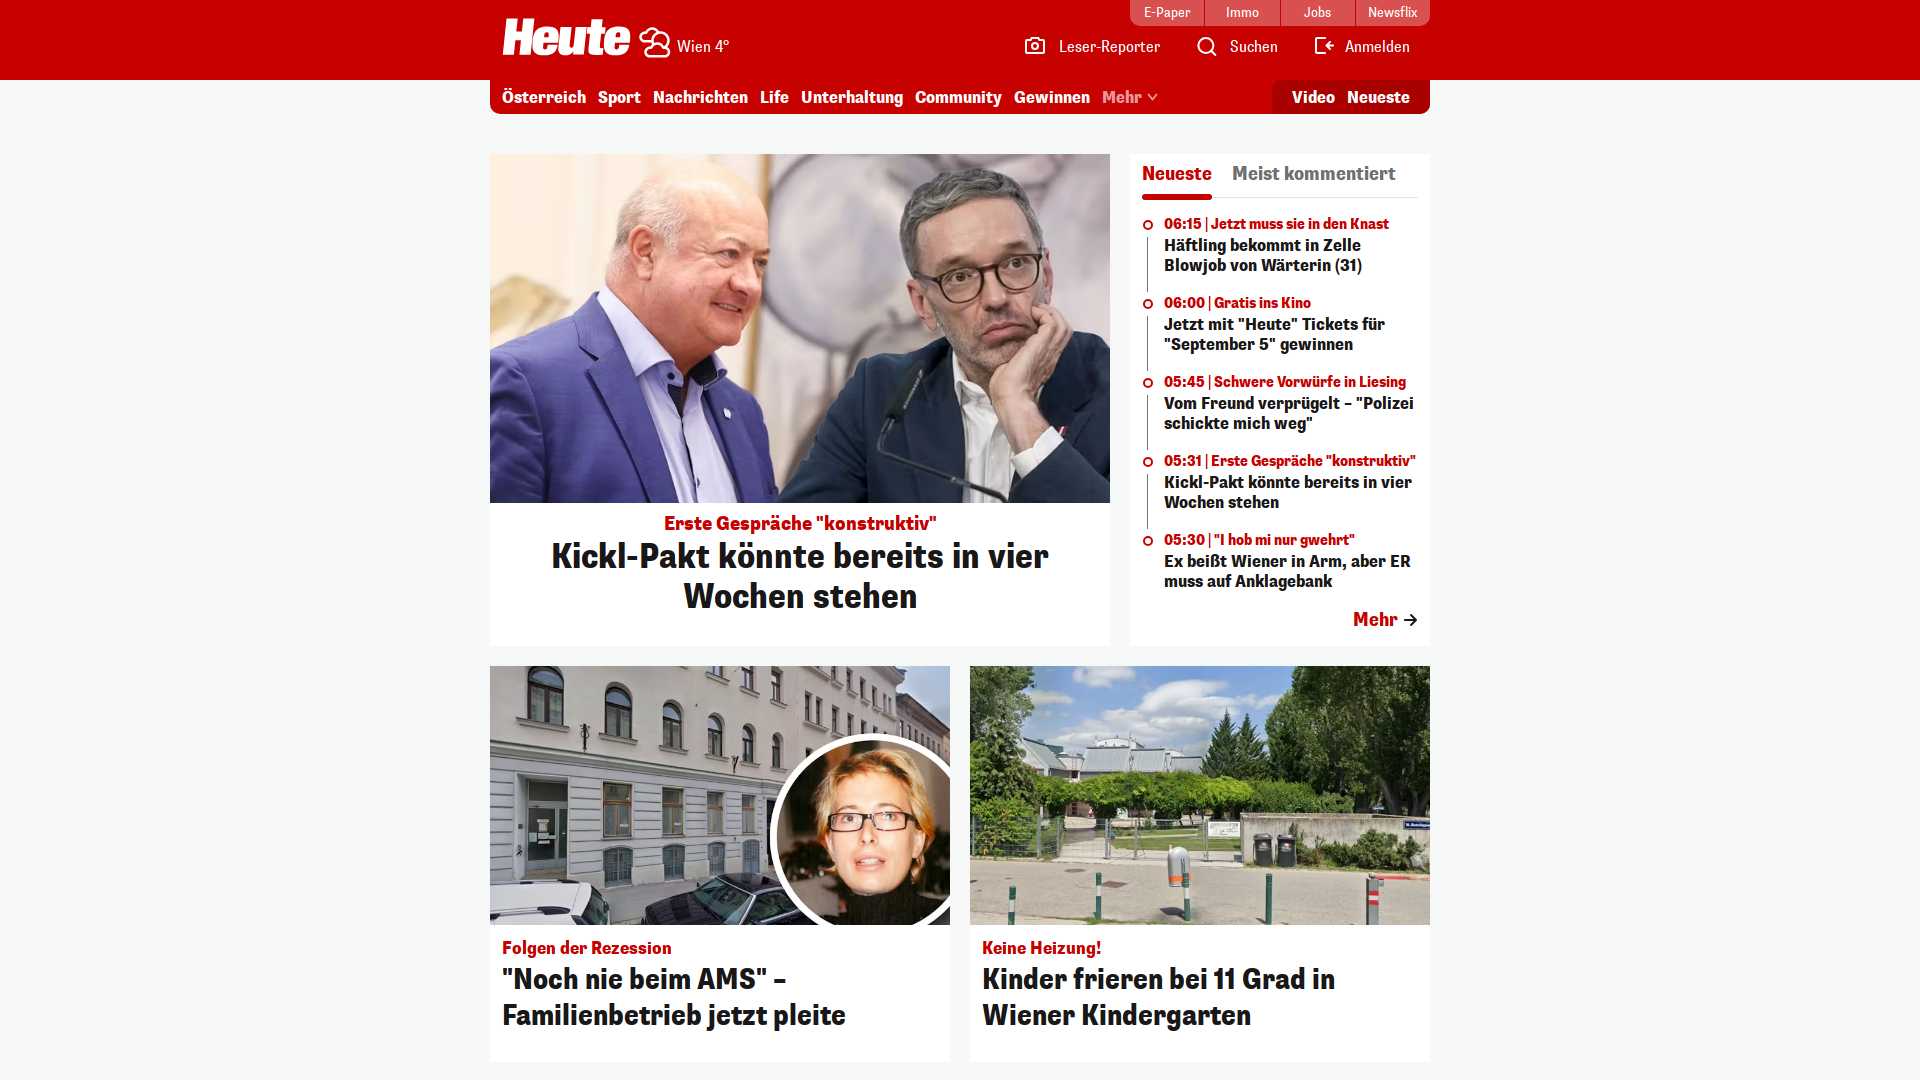 E-Paper
Immo
Jobs
Newsflix
Heute
Wien 4°
Leser-Reporter
Suchen
Anmelden
Österreich
Sport
Nachrichten
Life
Unterhaltung
Community
Gewinnen
Mehr
Video
Neueste
Erste Gespräche "konstruktiv"
Kickl-Pakt könnte bereits in vier
Wochen stehen
Neueste
Meist kommentiert
06:15 | Jetzt muss sie in den Knast
Häftling bekommt in Zelle
Blowjob von Wärterin (31)
06:00 | Gratis ins Kino
Jetzt mit "Heute" Tickets für
"September 5" gewinnen
05:45 | Schwere Vorwürfe in Liesing
Vom Freund verprügelt – "Polizei
schickte mich weg"
05:31 | Erste Gespräche "konstruktiv"
Kickl-Pakt könnte bereits in vier
Wochen stehen
05:30 | "I hob mi nur gwehrt"
Ex beißt Wiener in Arm, aber ER
muss auf Anklagebank
Mehr
Folgen der Rezession
"Noch nie beim AMS" –
Familienbetrieb jetzt pleite
Keine Heizung!
Kinder frieren bei 11 Grad in
Wiener Kindergarten